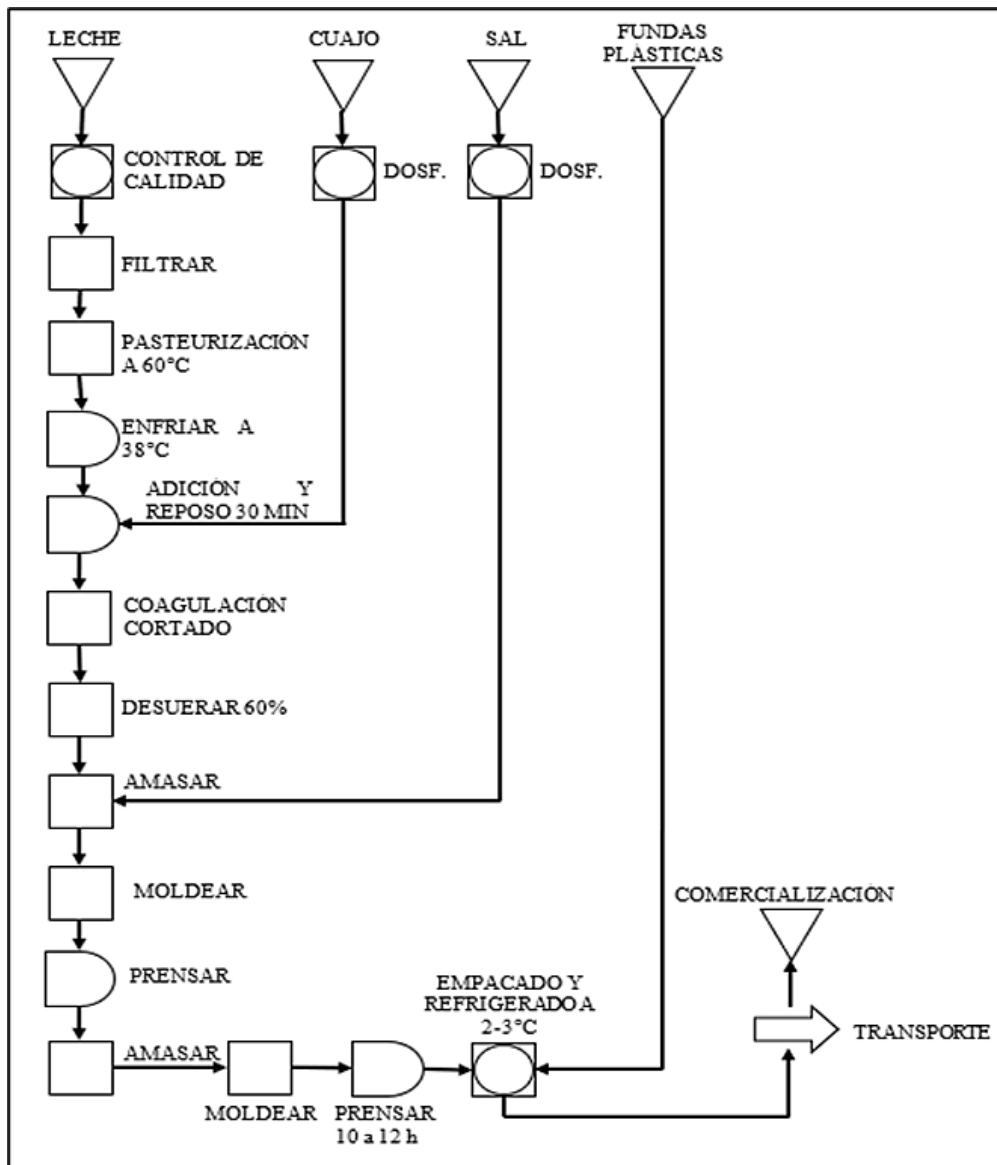 LECHE
CUAJO
SAL
FUNDAS
PLÁSTICAS
CONTROL DE
CALIDAD
DOSF.
DOSF.
FILTRAR
PASTEURIZACIÓN
A 60°C
ENFRIAR A
38°C
ADICIÓN Y
REPOSO 30 MIN
COAGULACIÓN
CORTADO
DESUERAR 60%
AMASAR
MOLDEAR
PRENSAR
AMASAR
MOLDEAR
PRENSAR
10 a 12 h
EMPACADO Y
REFRIGERADO A
2-3°C
COMERCIALIZACIÓN
TRANSPORTE